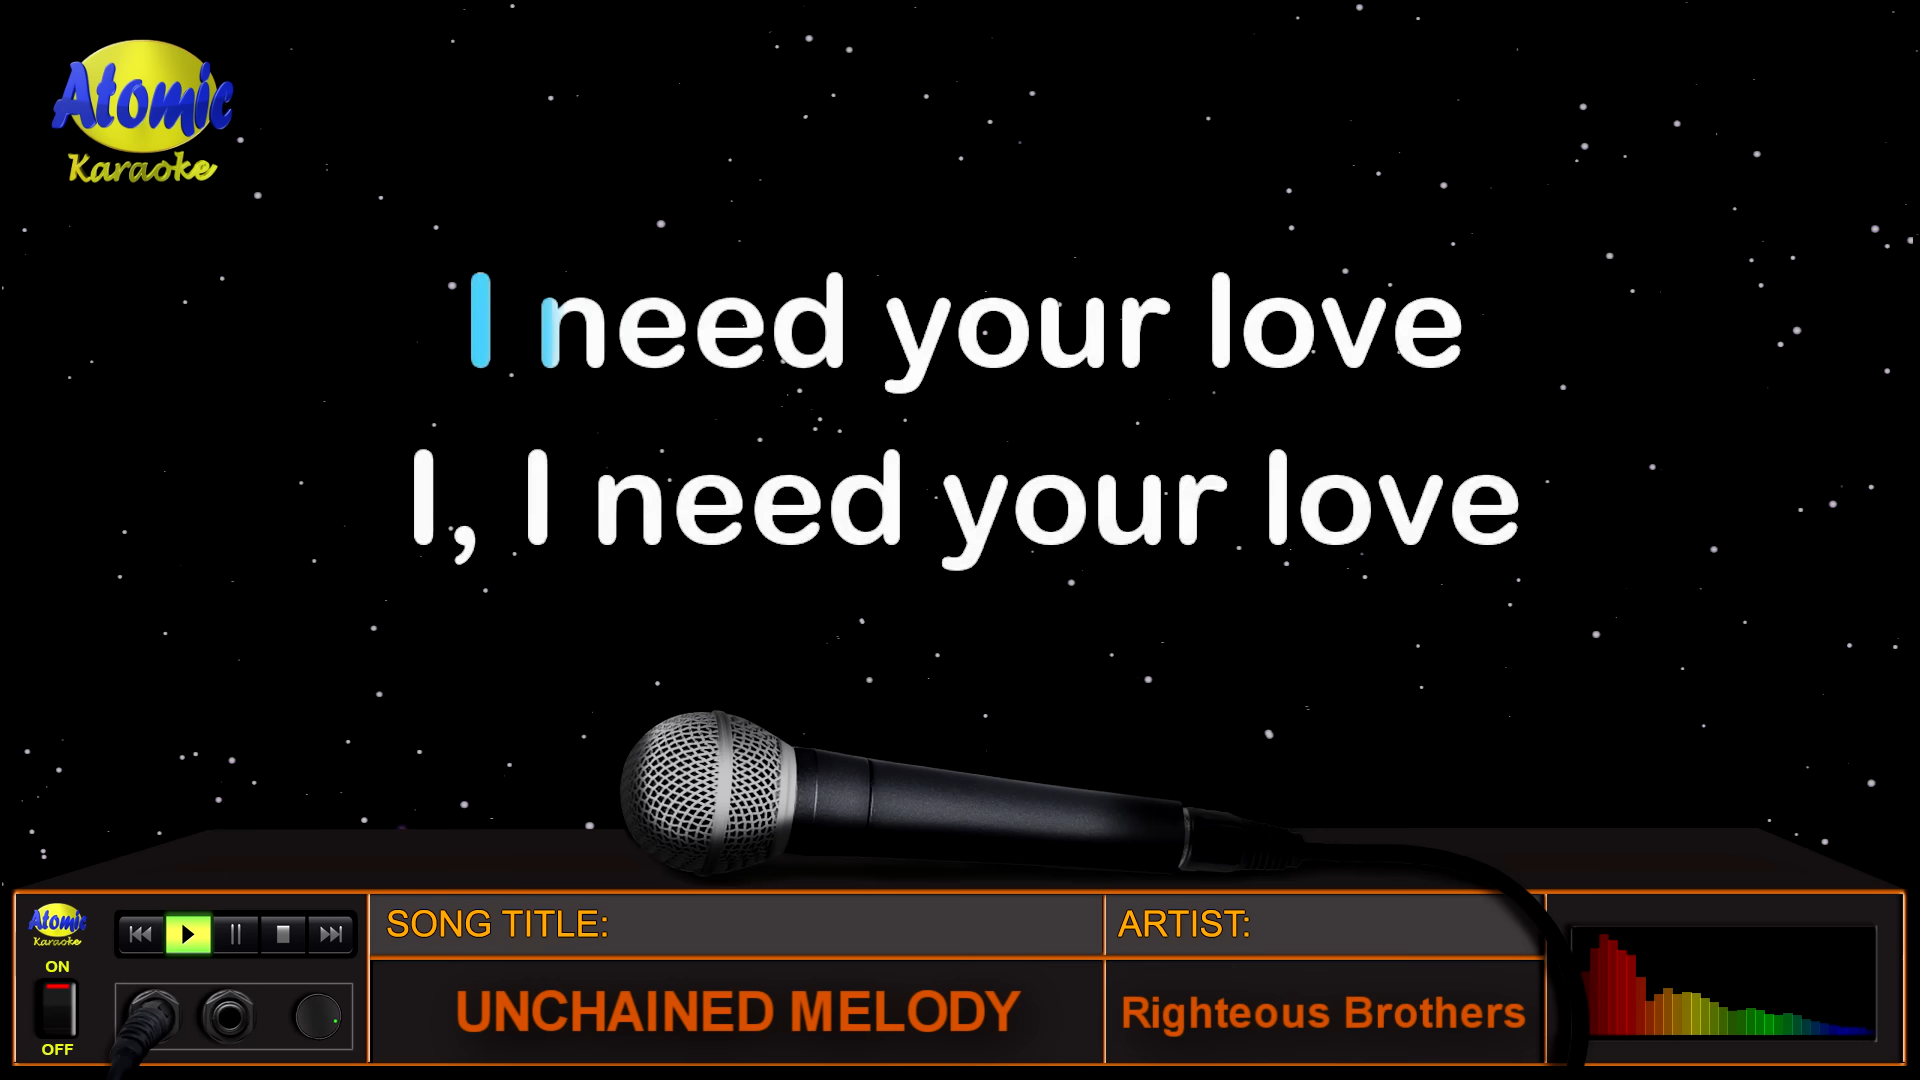 Atomic
Karaoke
I need your love
I, I need your love
Atomic
Karaoke
ON
OFF
SONG TITLE:
UNCHAINED MELODY
ARTIST:
Righteous Brothers